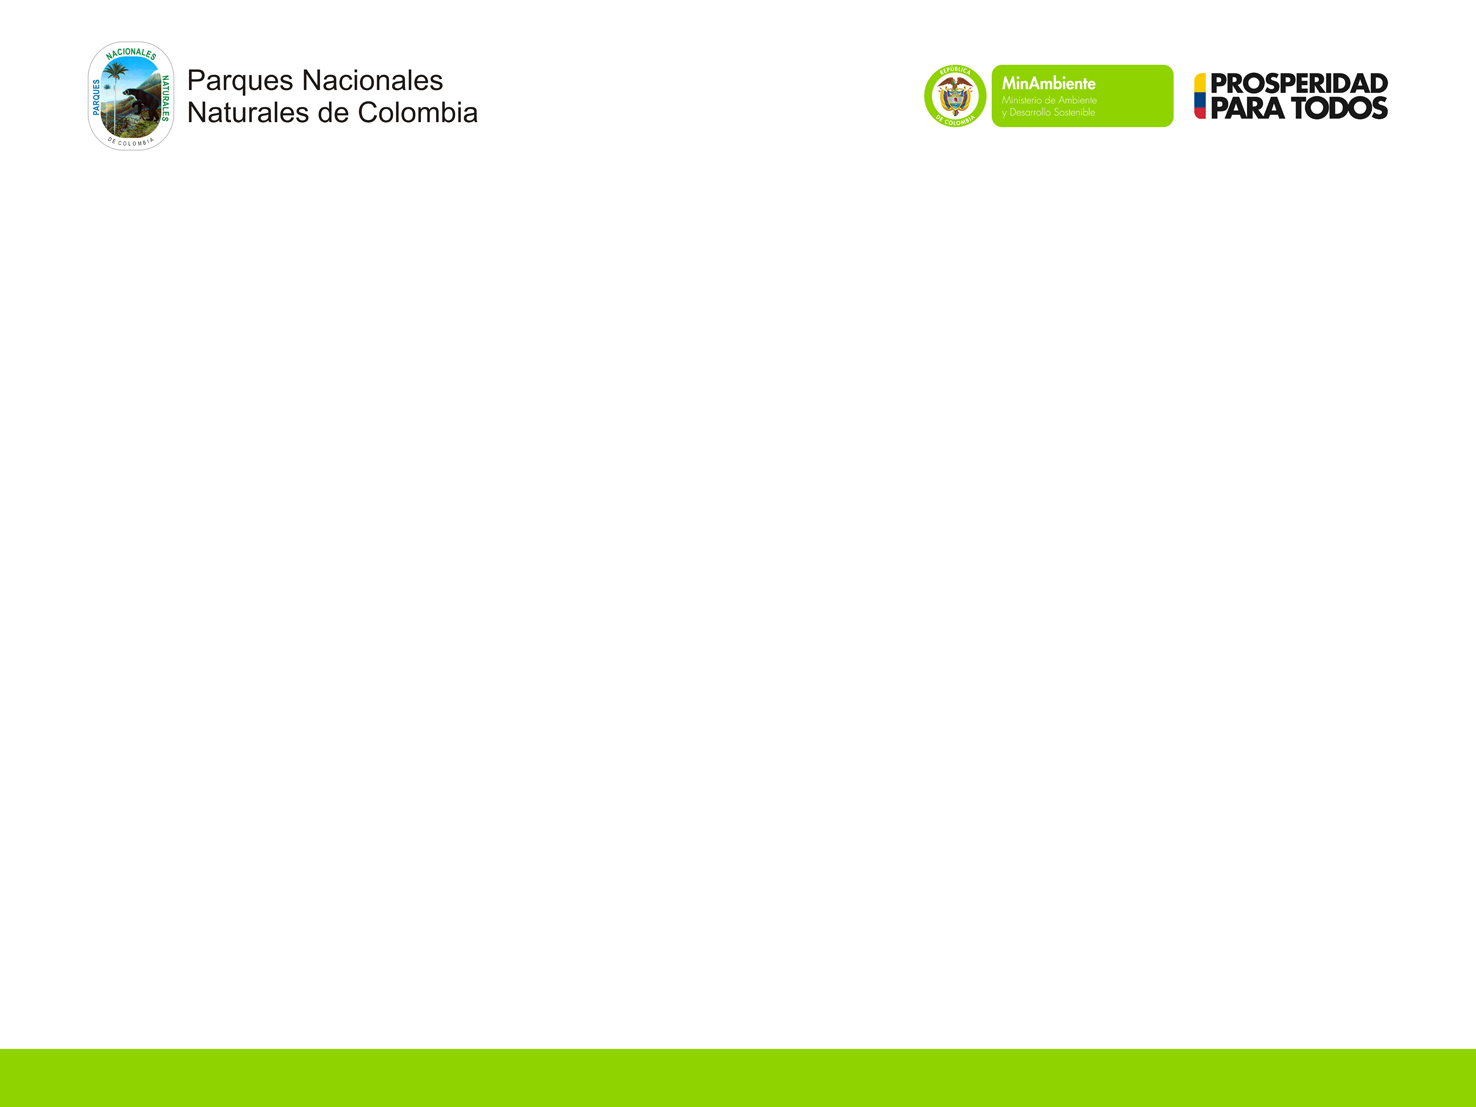 PARQUES
NACIONALES
NATURALES
DE COLOMBIA
Parques Nacionales
Naturales de Colombia
REPÚBLICA
DE COLOMBIA
MinAmbiente
Ministerio de Ambiente
y Desarrollo Sostenible
PROSPERIDAD
PARA TODOS